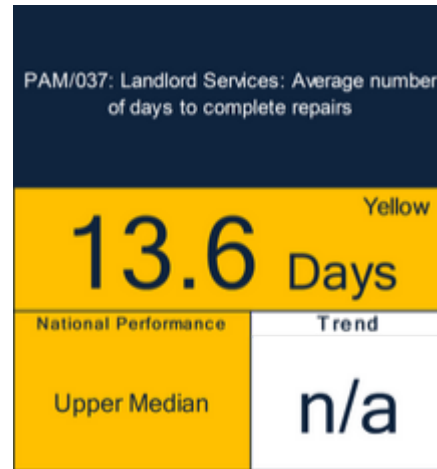 PAM/037: Landlord Services: Average number
of days to complete repairs
Yellow
13.6 Days
National Performance
Trend
Upper Median
n/a